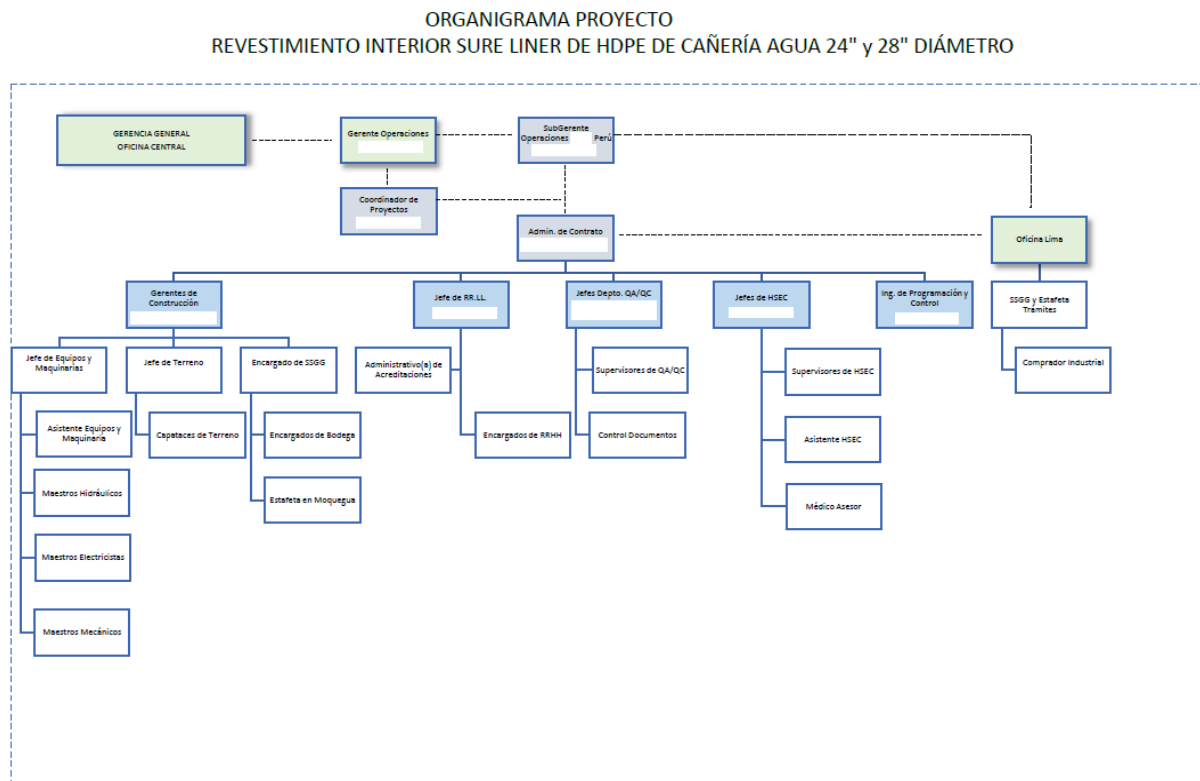 ORGANIGRAMA PROYECTO
REVESTIMIENTO INTERIOR SURE LINER DE HDPE DE CAÑERÍA AGUA 24" y 28" DIÁMETRO
GERENCIA GENERAL
OFICINA CENTRAL
Gerente Operaciones
SubGerente
Operaciones Perú
Coordinador de
Proyectos
Admin. de Contrato
Oficina Lima
Gerentes de
Construcción
Jefe de RR.LL.
Jefes Depto. QA/QC
Jefes de HSEC
Ing. de Programación y
Control
SSGG y Estafeta
Trámites
Jefe de Equipos y
Maquinarias
Jefe de Terreno
Encargado de SSGG
Administrativo(a) de
Acreditaciones
Supervisores de QA/QC
Supervisores de HSEC
Comprador Industrial
Asistente Equipos y
Maquinaria
Capataces de Terreno
Encargados de Bodega
Encargados de RRHH
Control Documentos
Asistente HSEC
Maestros Hidráulicos
Estafeta en Moquegua
Médico Asesor
Maestros Electricistas
Maestros Mecánicos